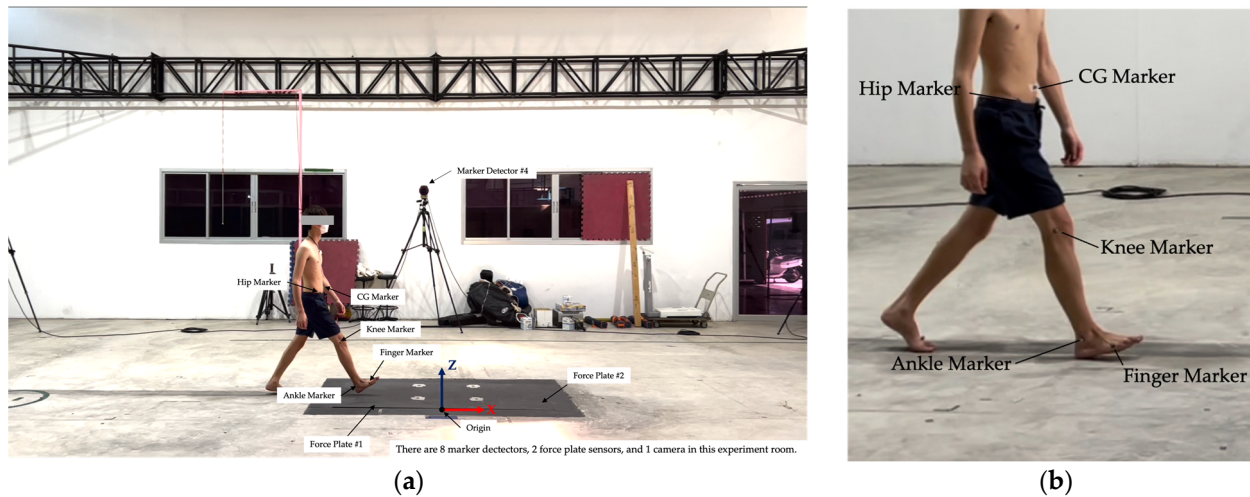 Marker Detector #4
Hip Marker
CG Marker
Knee Marker
Finger Marker
Ankle Marker
Z
X
Force Plate #2
Force Plate #1
Origin
There are 8 marker dectectors, 2 force plate sensors, and 1 camera in this experiment room.
(a)
CG Marker
Hip Marker
Knee Marker
Ankle Marker
Finger Marker
(b)